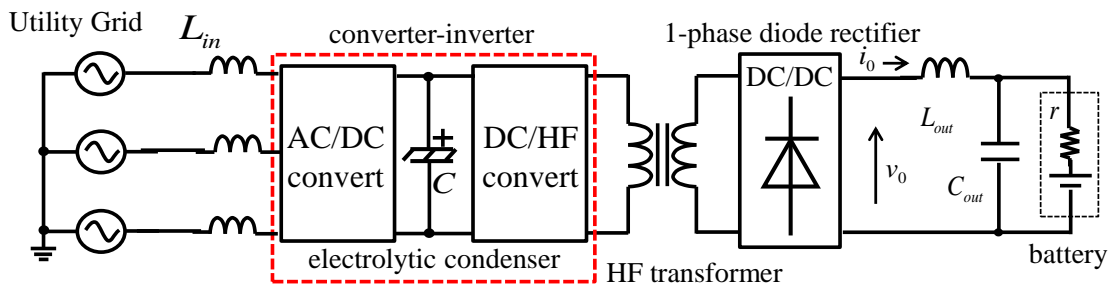 Utility Grid
L_in
converter-inverter
1-phase diode rectifier
i_0
AC/DC
convert
+
C
DC/HF
convert
DC/DC
v_0
L_out
C_out
r
electrolytic condenser
HF transformer
battery